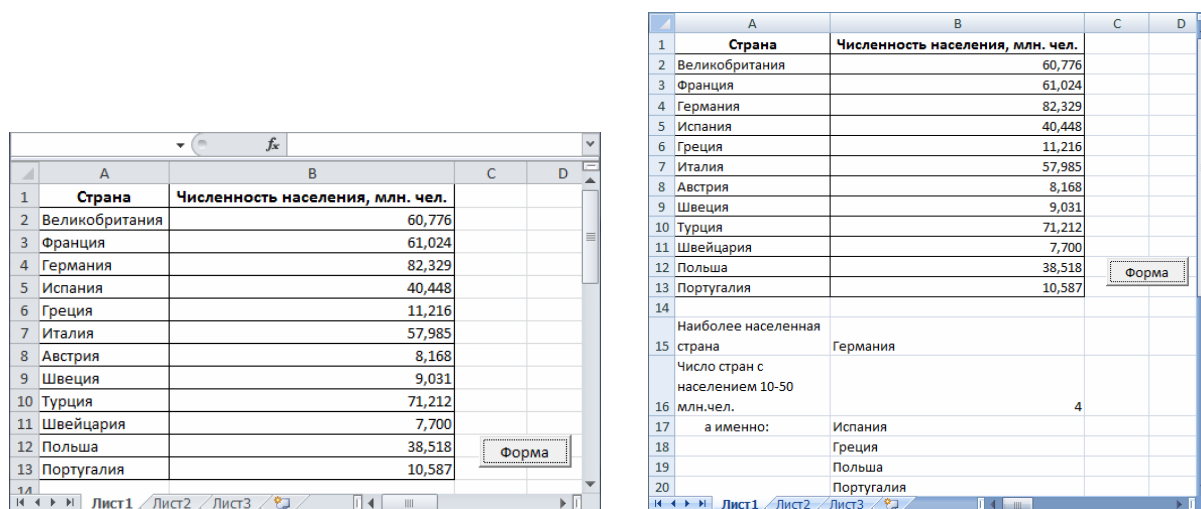 fx
A B C D
1 Страна Численность населения, млн. чел.
2 Великобритания 60,776
3 Франция 61,024
4 Германия 82,329
5 Испания 40,448
6 Греция 11,216
7 Италия 57,985
8 Австрия 8,168
9 Швеция 9,031
10 Турция 71,212
11 Швейцария 7,700
12 Польша 38,518
Форма
13 Португалия 10,587
14
Лист1 Лист2 Лист3
A B C D
1 Страна Численность населения, млн. чел.
2 Великобритания 60,776
3 Франция 61,024
4 Германия 82,329
5 Испания 40,448
6 Греция 11,216
7 Италия 57,985
8 Австрия 8,168
9 Швеция 9,031
10 Турция 71,212
11 Швейцария 7,700
12 Польша 38,518
Форма
13 Португалия 10,587
14
Наиболее населенная
15 страна Германия
Число стран с
населением 10-50
16 млн.чел. 4
17 а именно: Испания
18 Греция
19 Польша
20 Португалия
Лист1 Лист2 Лист3